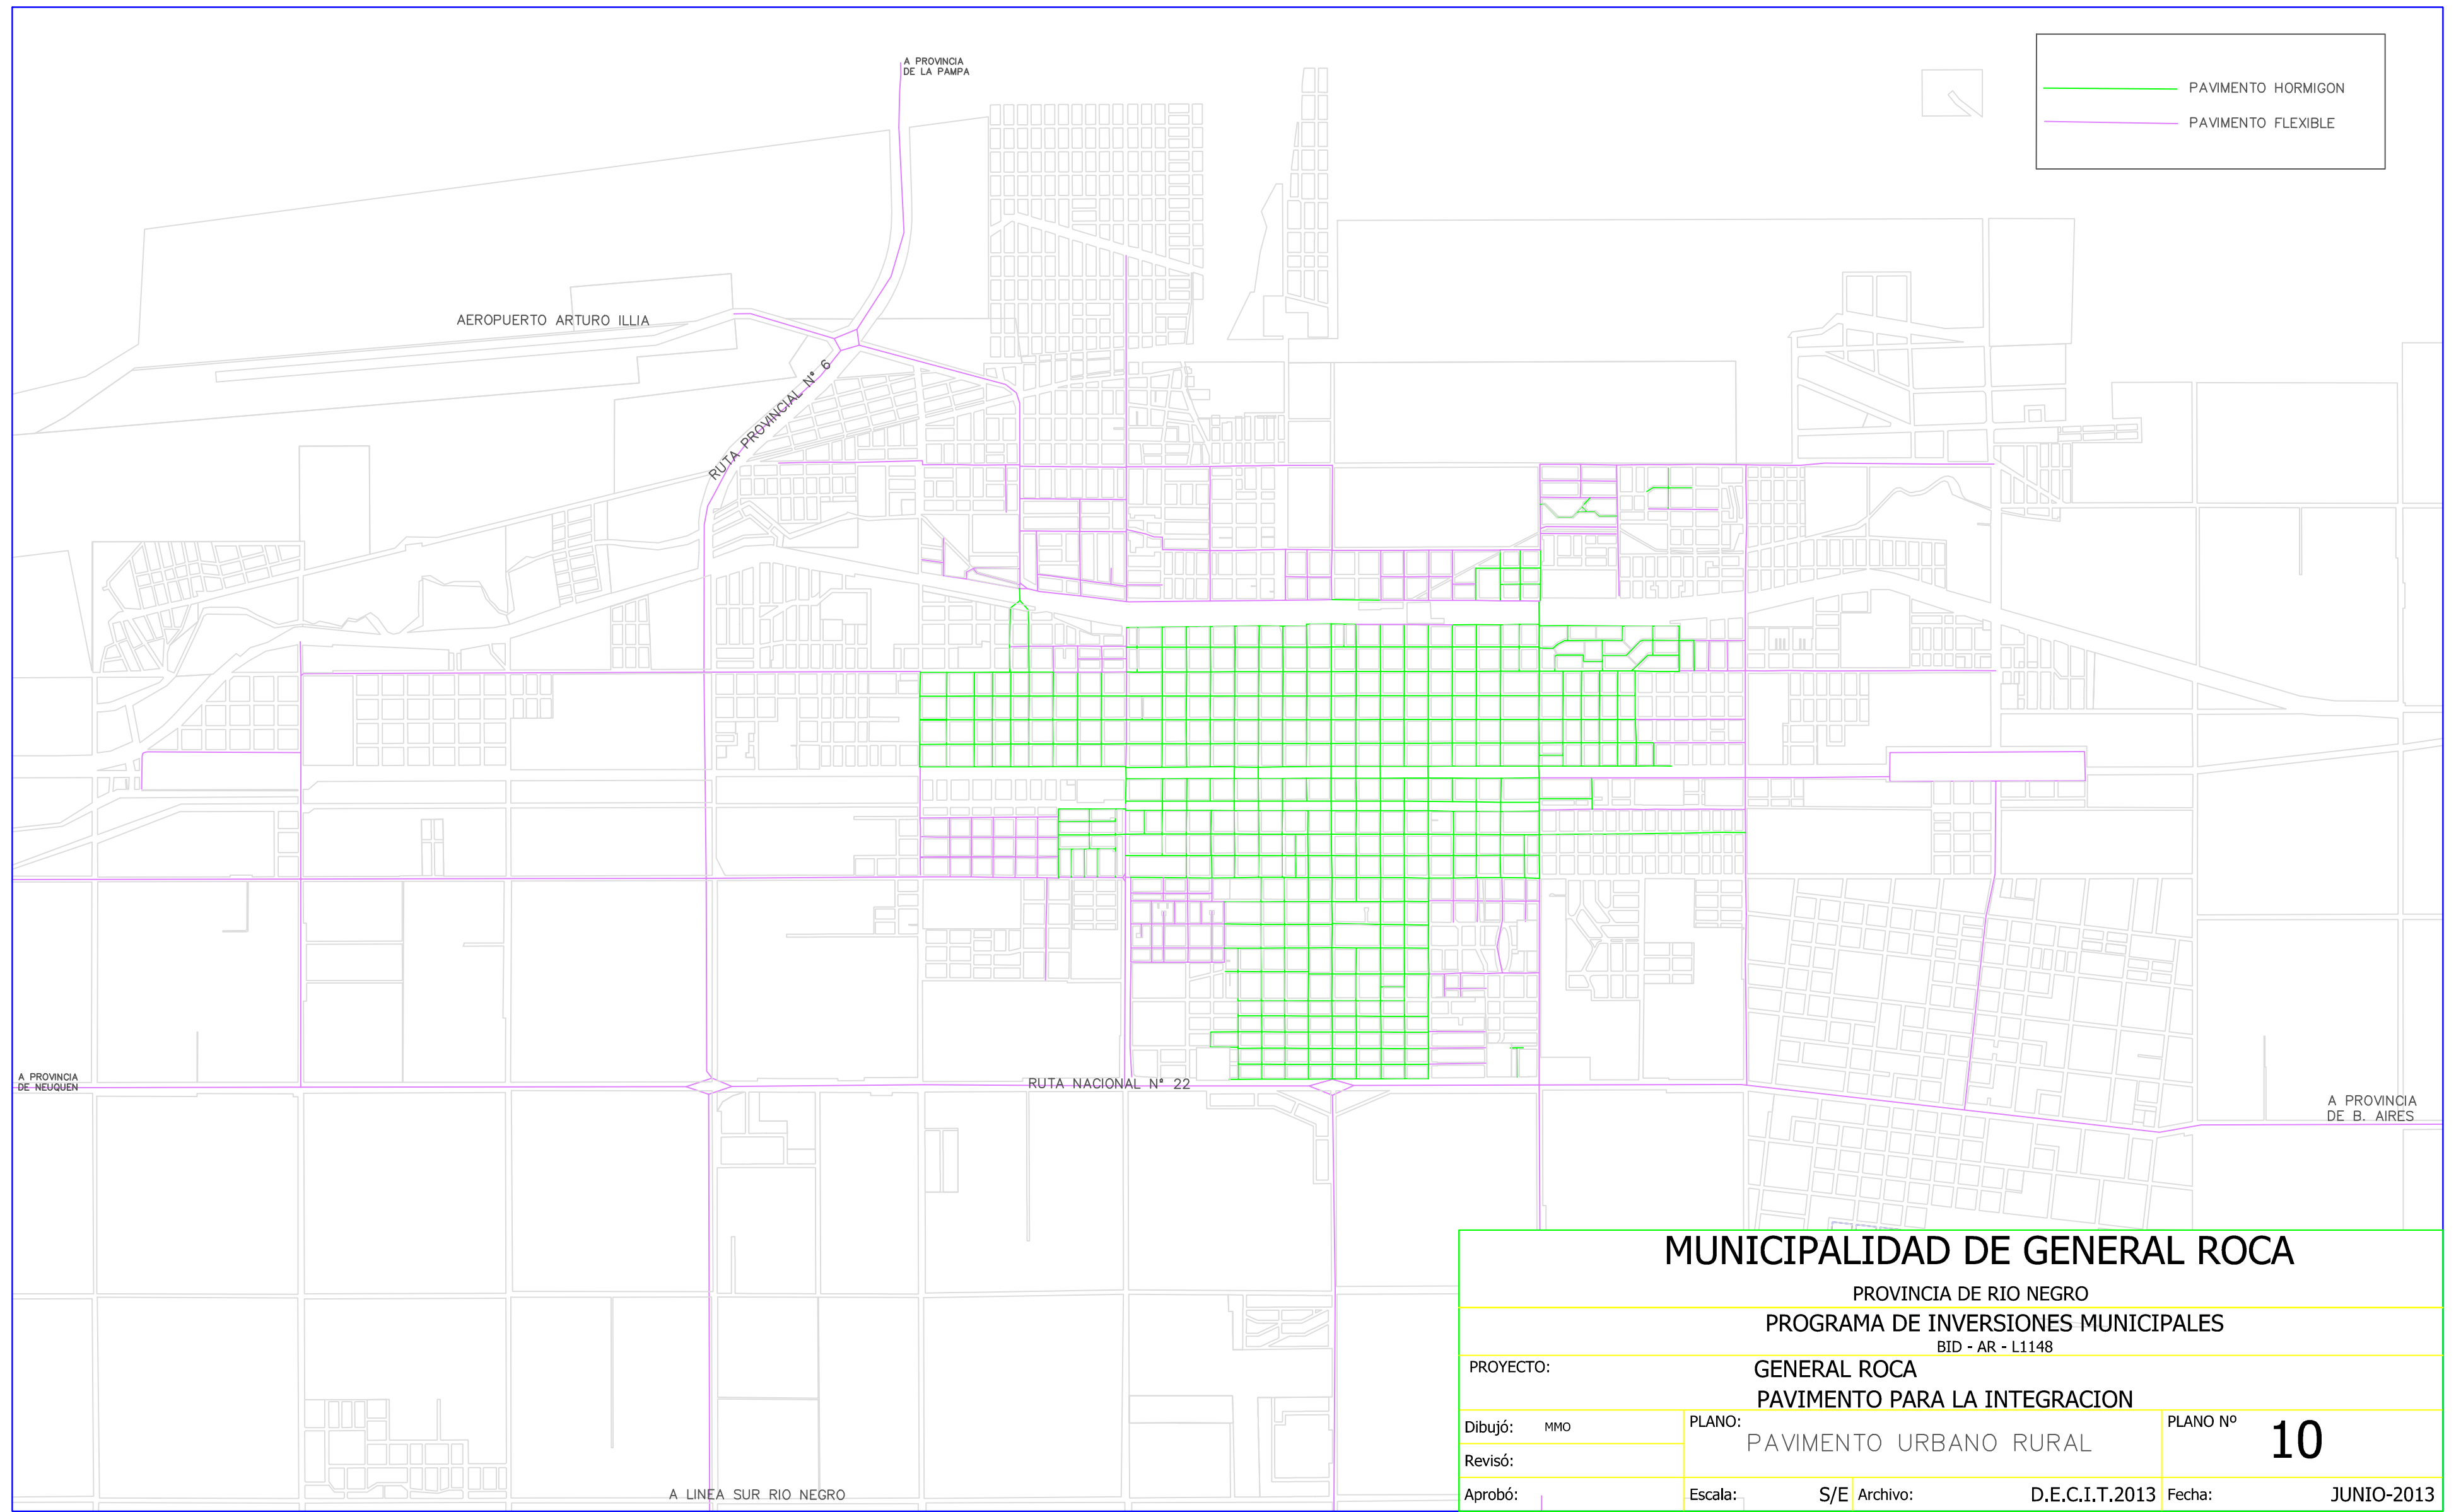 A PROVINCIA
DE LA PAMPA
PAVIMENTO HORMIGON
PAVIMENTO FLEXIBLE
AEROPUERTO ARTURO ILLIA
RUTA PROVINCIAL Nº 6
A PROVINCIA
DE NEUQUEN
RUTA NACIONAL Nº 22
A PROVINCIA
DE B. AIRES
A LINEA SUR RIO NEGRO
MUNICIPALIDAD DE GENERAL ROCA
PROVINCIA DE RIO NEGRO
PROGRAMA DE INVERSIONES MUNICIPALES
BID - AR - L1148
PROYECTO: GENERAL ROCA
PAVIMENTO PARA LA INTEGRACION
Dibujó: MMO
Revisó:
Aprobó:
PLANO:
PAVIMENTO URBANO RURAL
PLANO Nº 10
Escala: S/E
Archivo: D.E.C.I.T.2013
Fecha: JUNIO-2013